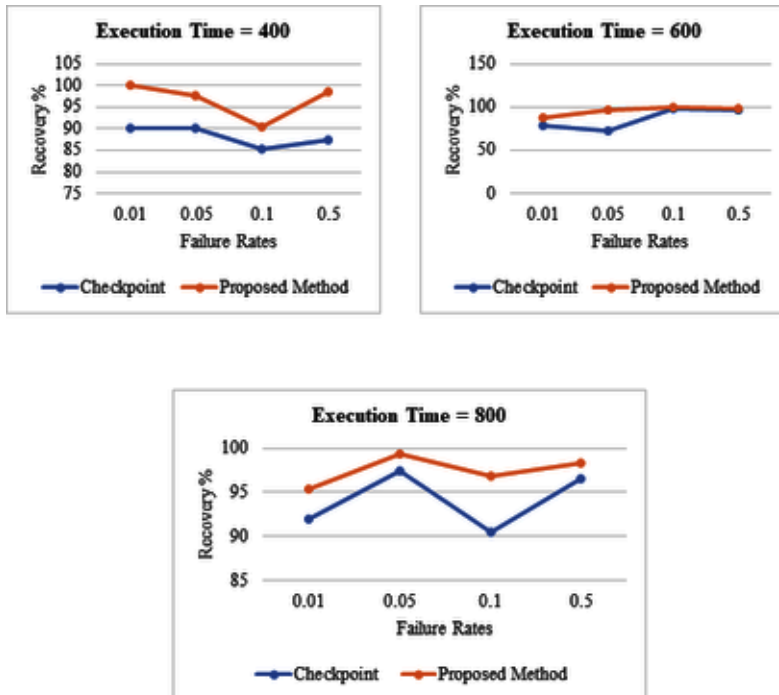 Execution Time = 400
105
100
95
90
85
80
75
Recovery %
0.01 0.05 0.1 0.5
Failure Rates
Checkpoint Proposed Method
Execution Time = 600
150
100
50
0
Recovery %
0.01 0.05 0.1 0.5
Failure Rates
Checkpoint Proposed Method
Execution Time = 800
100
95
90
85
Recovery %
0.01 0.05 0.1 0.5
Failure Rates
Checkpoint Proposed Method